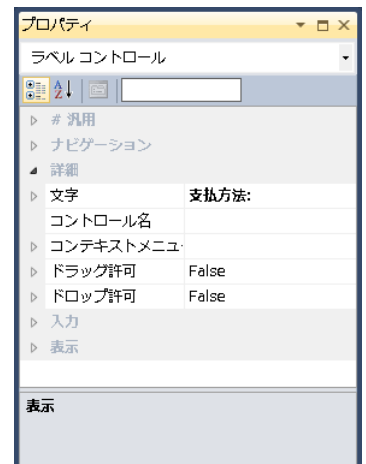 プロパティ
ラベル コントロール
# 汎用
ナビゲーション
詳細
文字 支払方法:
コントロール名
コンテキストメニュー
ドラッグ許可 False
ドロップ許可 False
入力
表示
表示